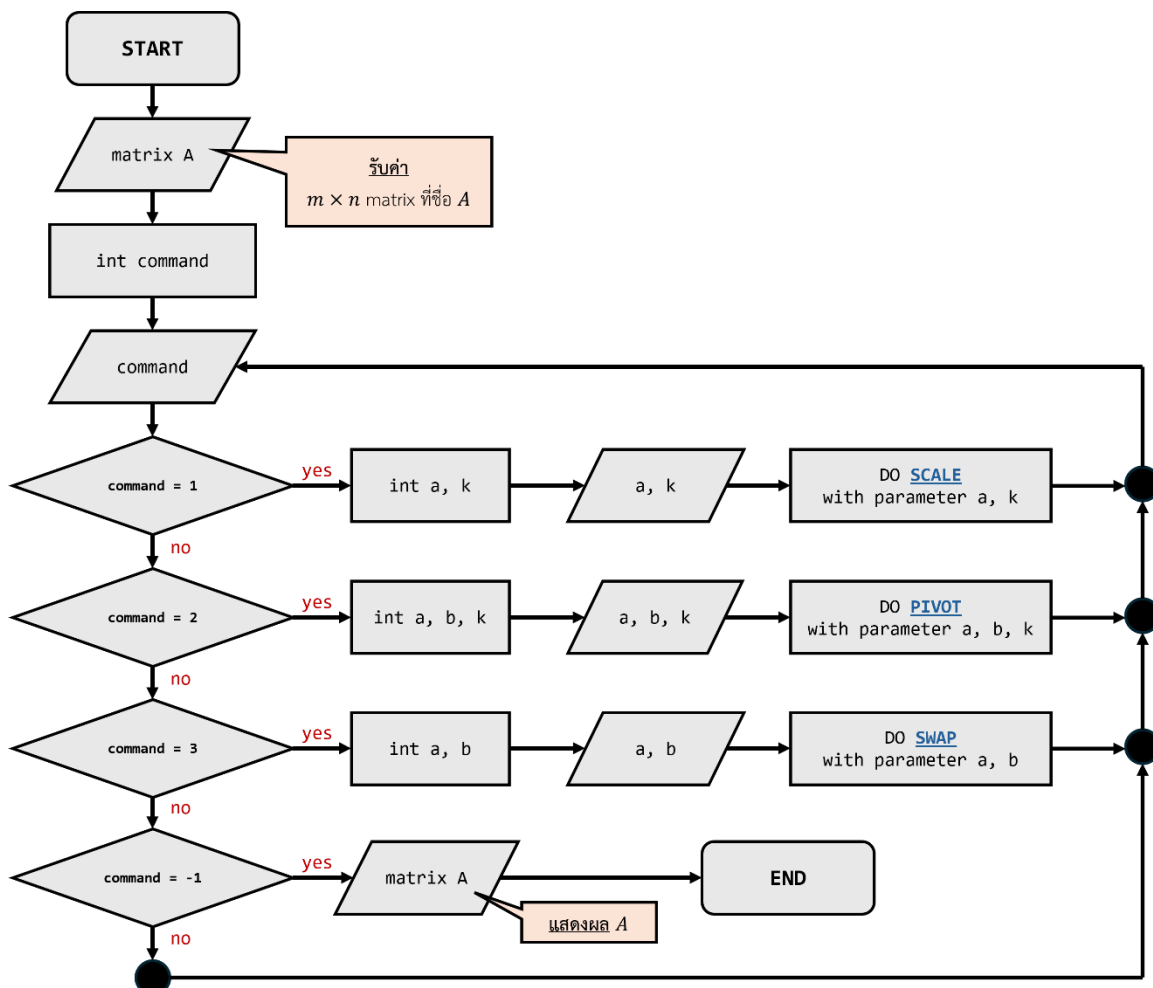 START
matrix A
รับค่า
m × n matrix ที่ชื่อ A
int command
command
command = 1
yes
int a, k
a, k
DO SCALE
with parameter a, k
no
command = 2
yes
int a, b, k
a, b, k
DO PIVOT
with parameter a, b, k
no
command = 3
yes
int a, b
a, b
DO SWAP
with parameter a, b
no
command = -1
yes
matrix A
END
แสดงผล A
no